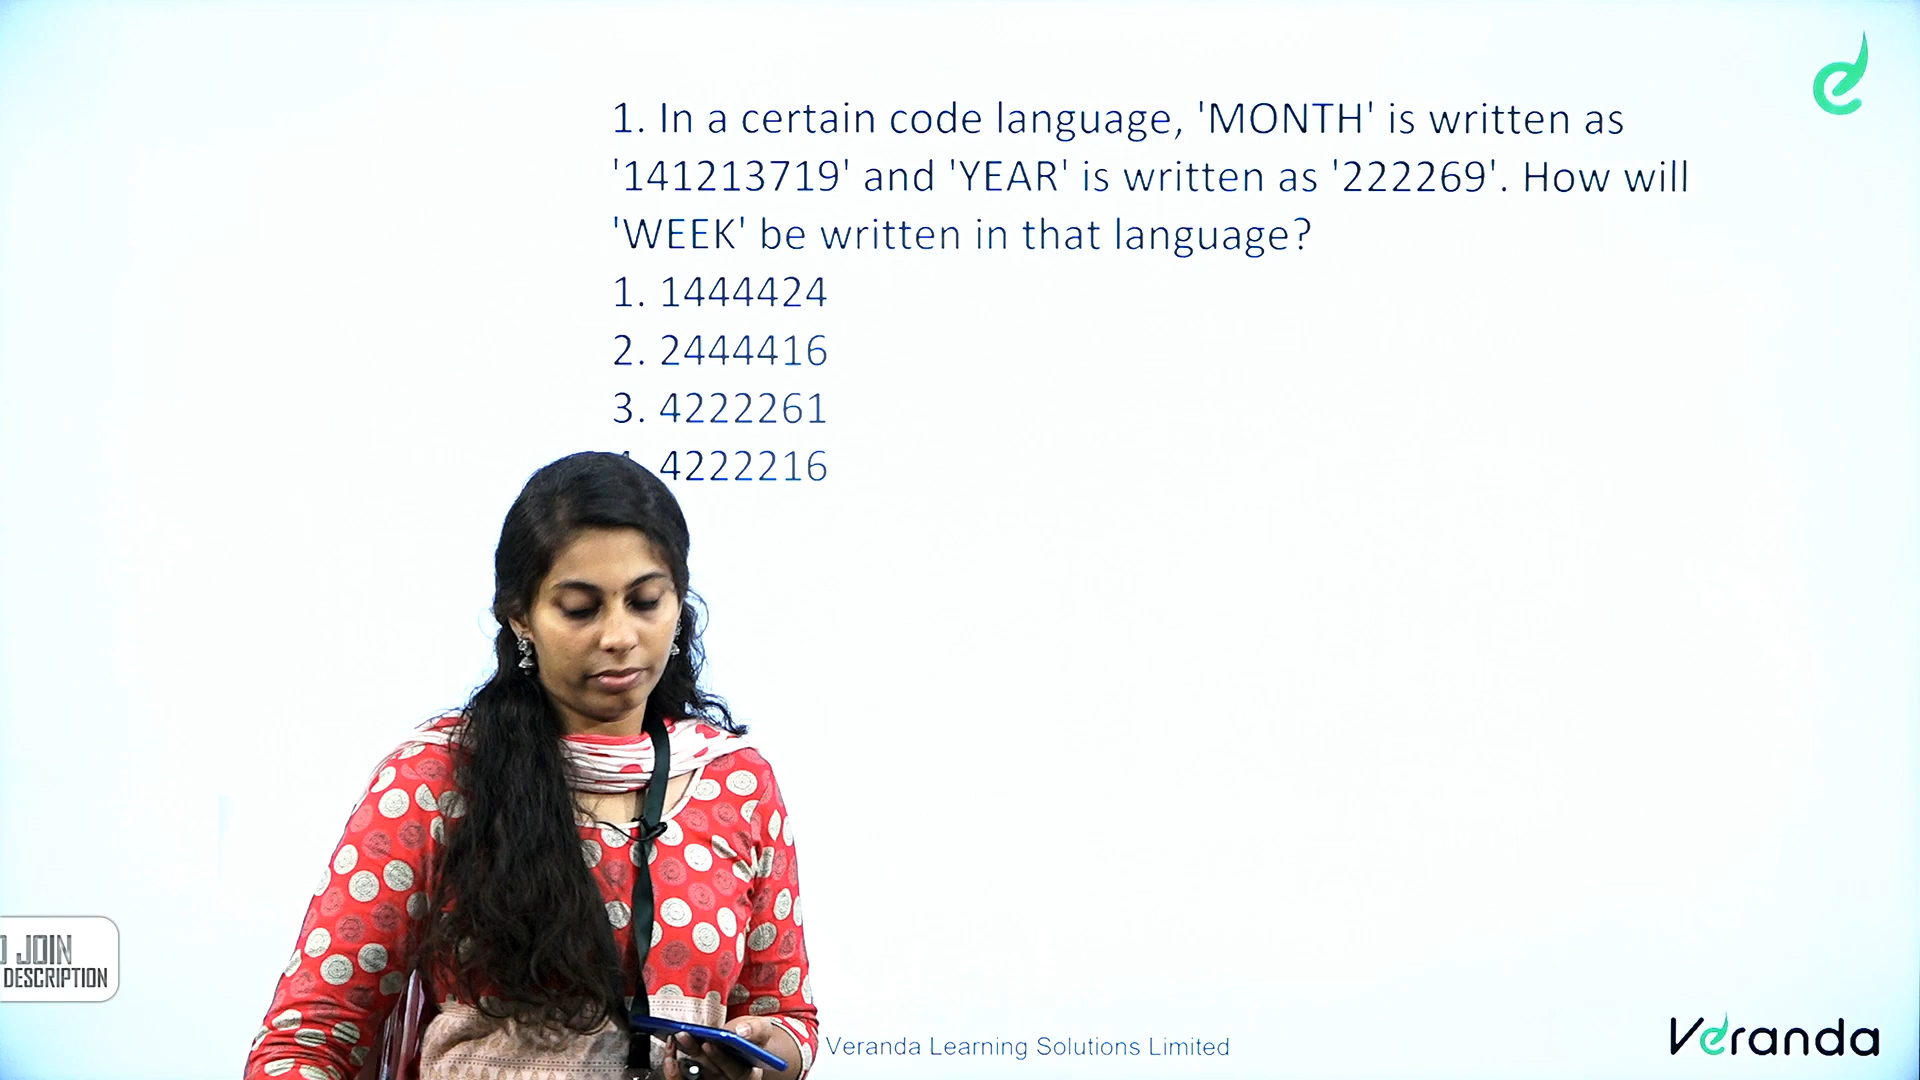 1. In a certain code language, 'MONTH' is written as
'141213719' and 'YEAR' is written as '222269'. How will
'WEEK' be written in that language?
1. 1444424
2. 2444416
3. 4222261
4222216
JOIN
DESCRIPTION
Veranda Learning Solutions Limited
Veranda